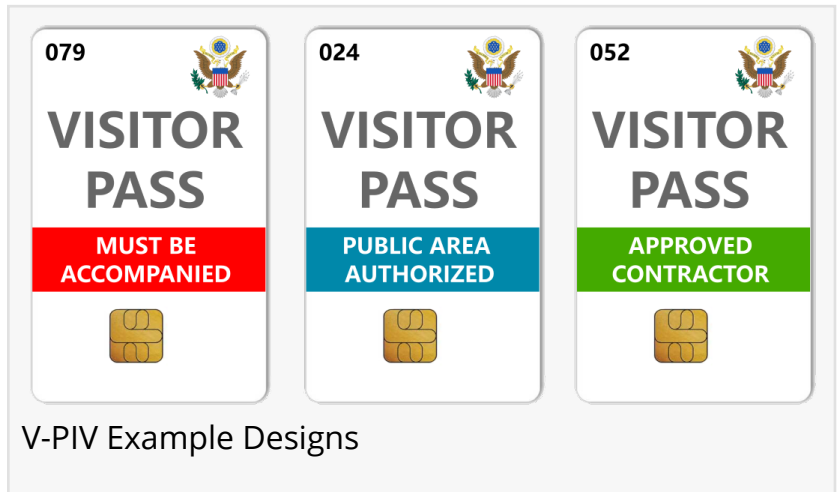 079
VISITOR
PASS
MUST BE
ACCOMPANIED
024
VISITOR
PASS
PUBLIC AREA
AUTHORIZED
052
VISITOR
PASS
APPROVED
CONTRACTOR
V-PIV Example Designs